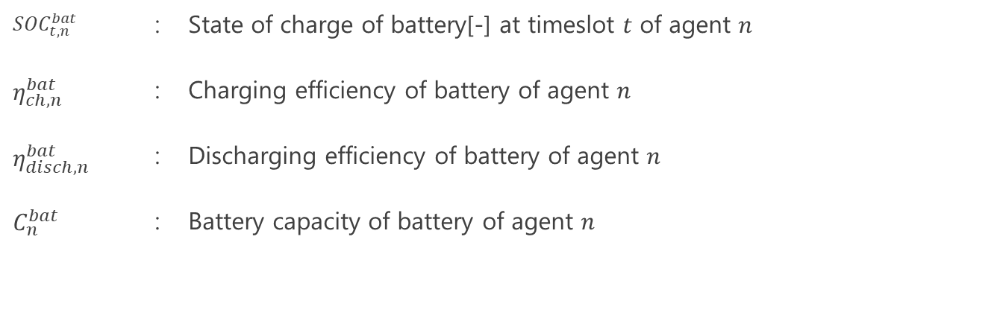 $SOC_{t,n}^{bat}$ : State of charge of battery[-] at timeslot $t$ of agent $n$
$\eta_{ch,n}^{bat}$ : Charging efficiency of battery of agent $n$
$\eta_{disch,n}^{bat}$ : Discharging efficiency of battery of agent $n$
$C_{n}^{bat}$ : Battery capacity of battery of agent $n$